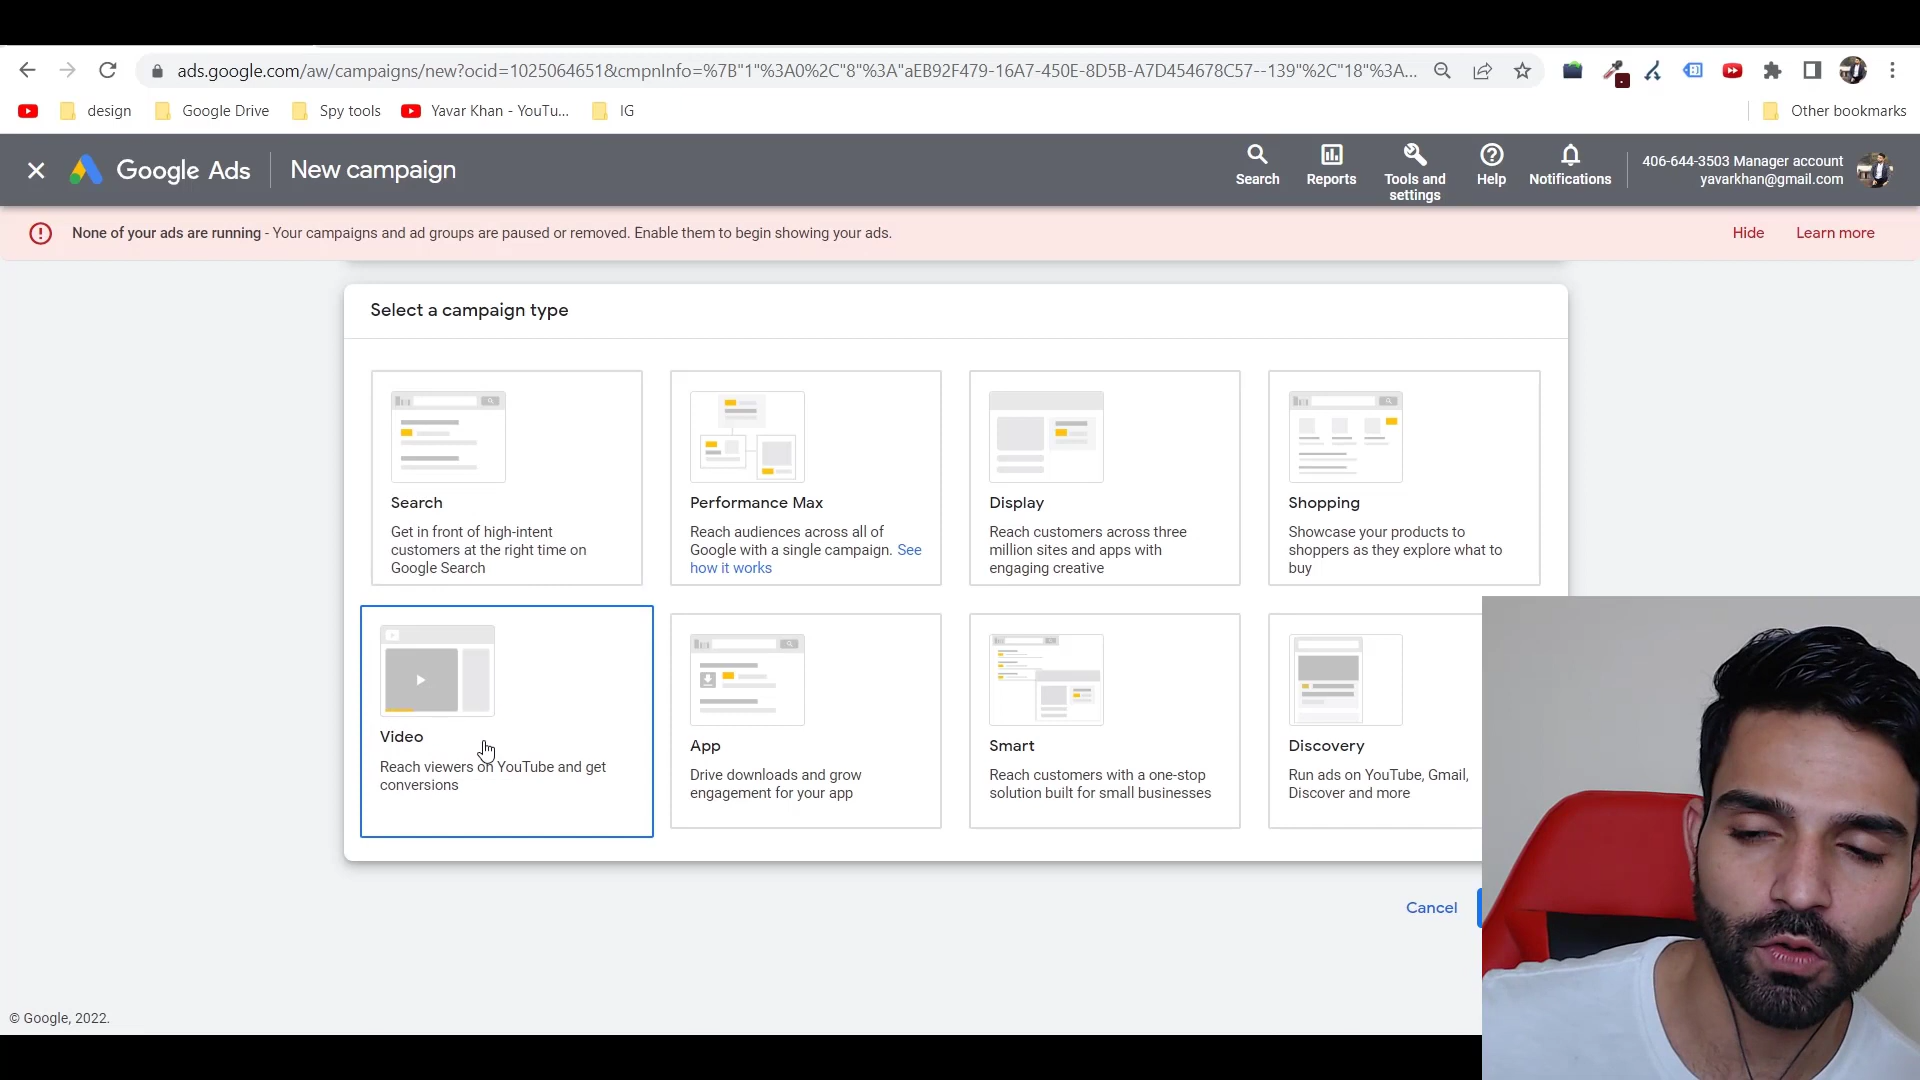 ads.google.com/aw/campaigns/new?ocid=1025064651&cmpnInfo=%7B"1"%3A0%2C"8"%3A"aEB92F479-16A7-450E-8D5B-A7D454678C57--139"%2C"18"%3A...
design
Google Drive
Spy tools
Yavar Khan - YouTu...
IG
Other bookmarks
Google Ads
New campaign
Search
Reports
Tools and
settings
Help
Notifications
406-644-3503 Manager account
yavarkhan@gmail.com
None of your ads are running - Your campaigns and ad groups are paused or removed. Enable them to begin showing your ads.
Hide
Learn more
Select a campaign type
Search
Get in front of high-intent
customers at the right time on
Google Search
Performance Max
Reach audiences across all of
Google with a single campaign. See
how it works
Display
Reach customers across three
million sites and apps with
engaging creative
Shopping
Showcase your products to
shoppers as they explore what to
buy
Video
Reach viewers on YouTube and get
conversions
App
Drive downloads and grow
engagement for your app
Smart
Reach customers with a one-stop
solution built for small businesses
Discovery
Run ads on YouTube, Gmail,
Discover and more
Cancel
© Google, 2022.